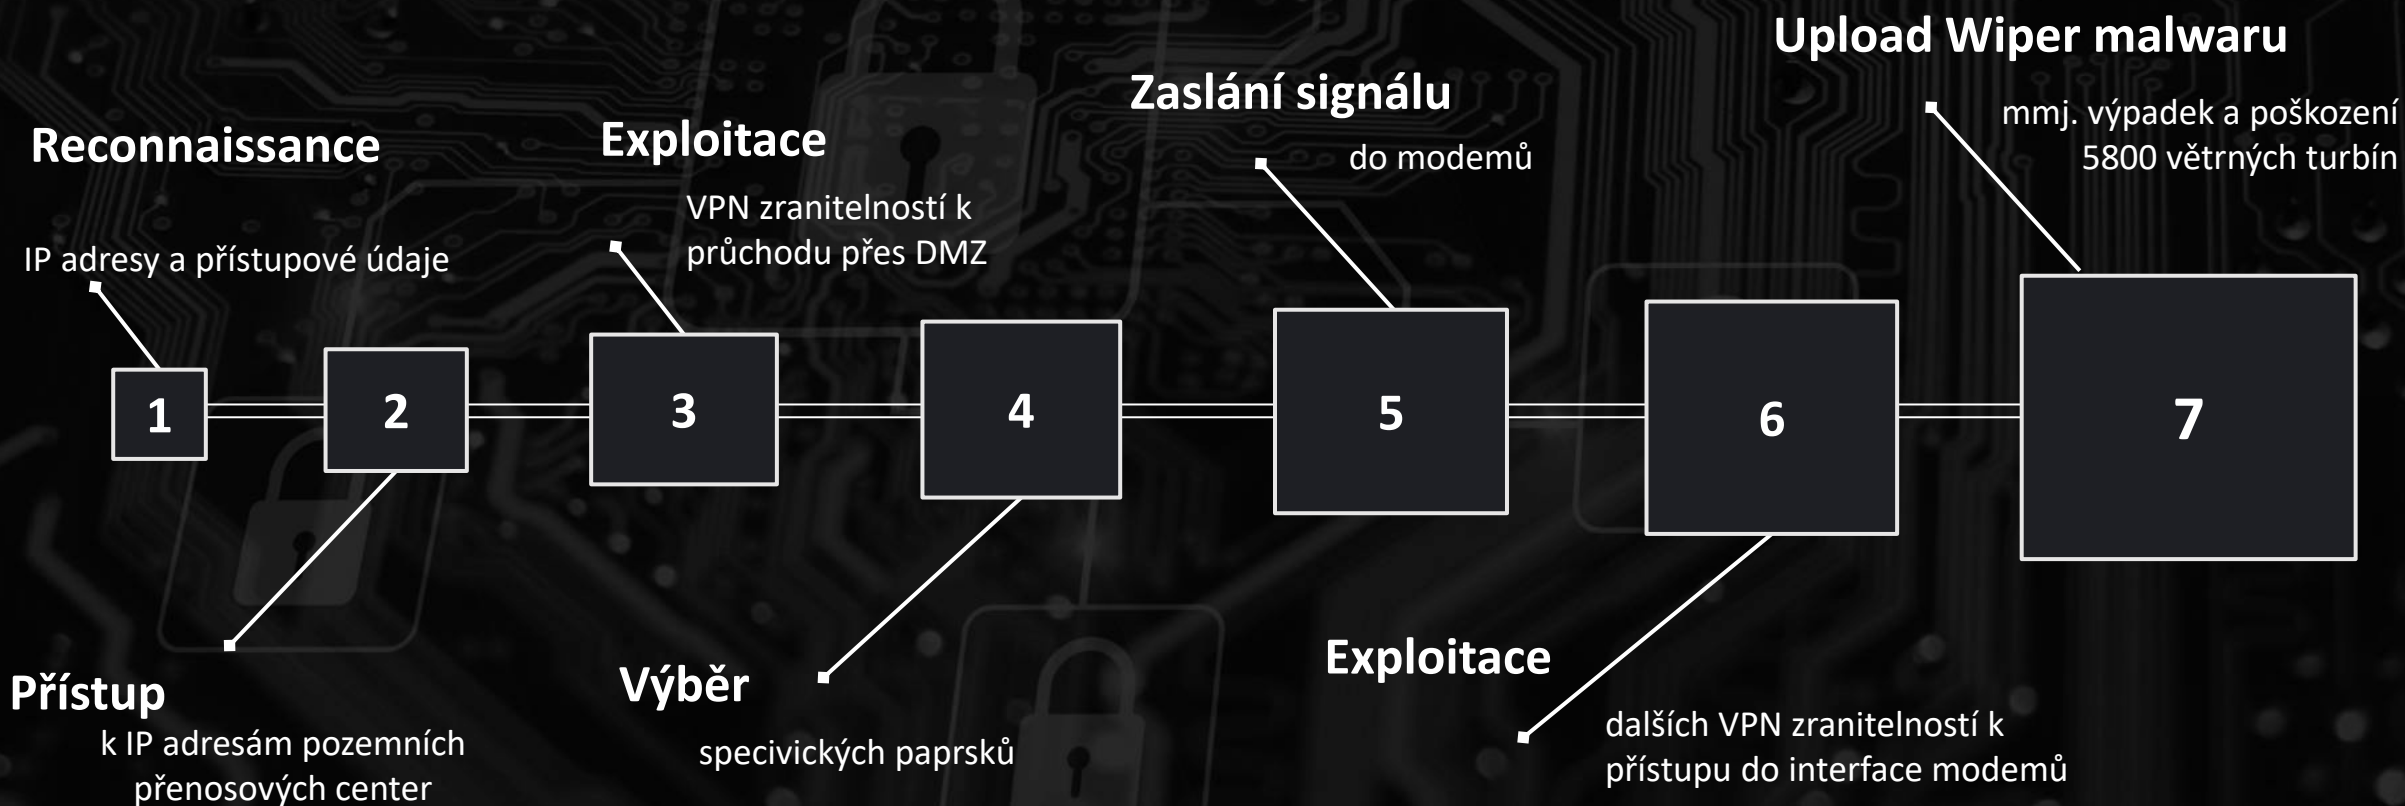 Reconnaissance
IP adresy a přístupové údaje
1
Přístup
k IP adresám pozemních
přenosových center
2
Exploitace
VPN zranitelností k
průchodu přes DMZ
3
Výběr
specivických paprsků
4
Zaslání signálu
do modemů
5
Exploitace
dalších VPN zranitelností k
přístupu do interface modemů
6
Upload Wiper malwaru
mmj. výpadek a poškození
5800 větrných turbín
7